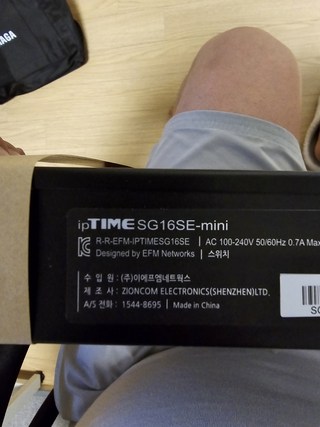 ipTIME SG16SE-mini
R-R-EFM-IPTIMESG16SE | AC 100-240V 50/60Hz 0.7A Max
Designed by EFM Networks | 스위치
수 입 원 : (주)이에프엠네트웍스
제 조 사 : ZIONCOM ELECTRONICS(SHENZHEN)LTD.
A/S 전화 : 1544-8695 | Made in China